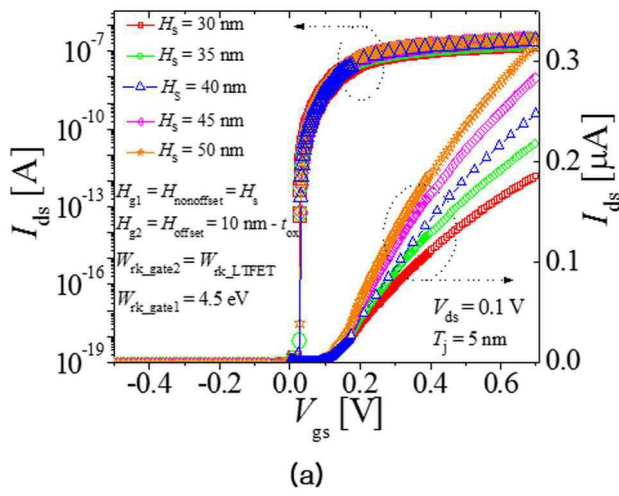 10⁻⁷
10⁻¹⁰
10⁻¹³
10⁻¹⁶
10⁻¹⁹
I_ds [A]
H_s = 30 nm
H_s = 35 nm
H_s = 40 nm
H_s = 45 nm
H_s = 50 nm
H_g1 = H_nonoffset = H_s
H_g2 = H_offset = 10 nm - t_ox
W_rk_gate2 = W_rk_LTFET
W_rk_gate1 = 4.5 eV
V_ds = 0.1 V
T_j = 5 nm
0.3
0.2
0.1
0.0
I_ds [μA]
-0.4 -0.2 0.0 0.2 0.4 0.6
V_gs [V]
(a)